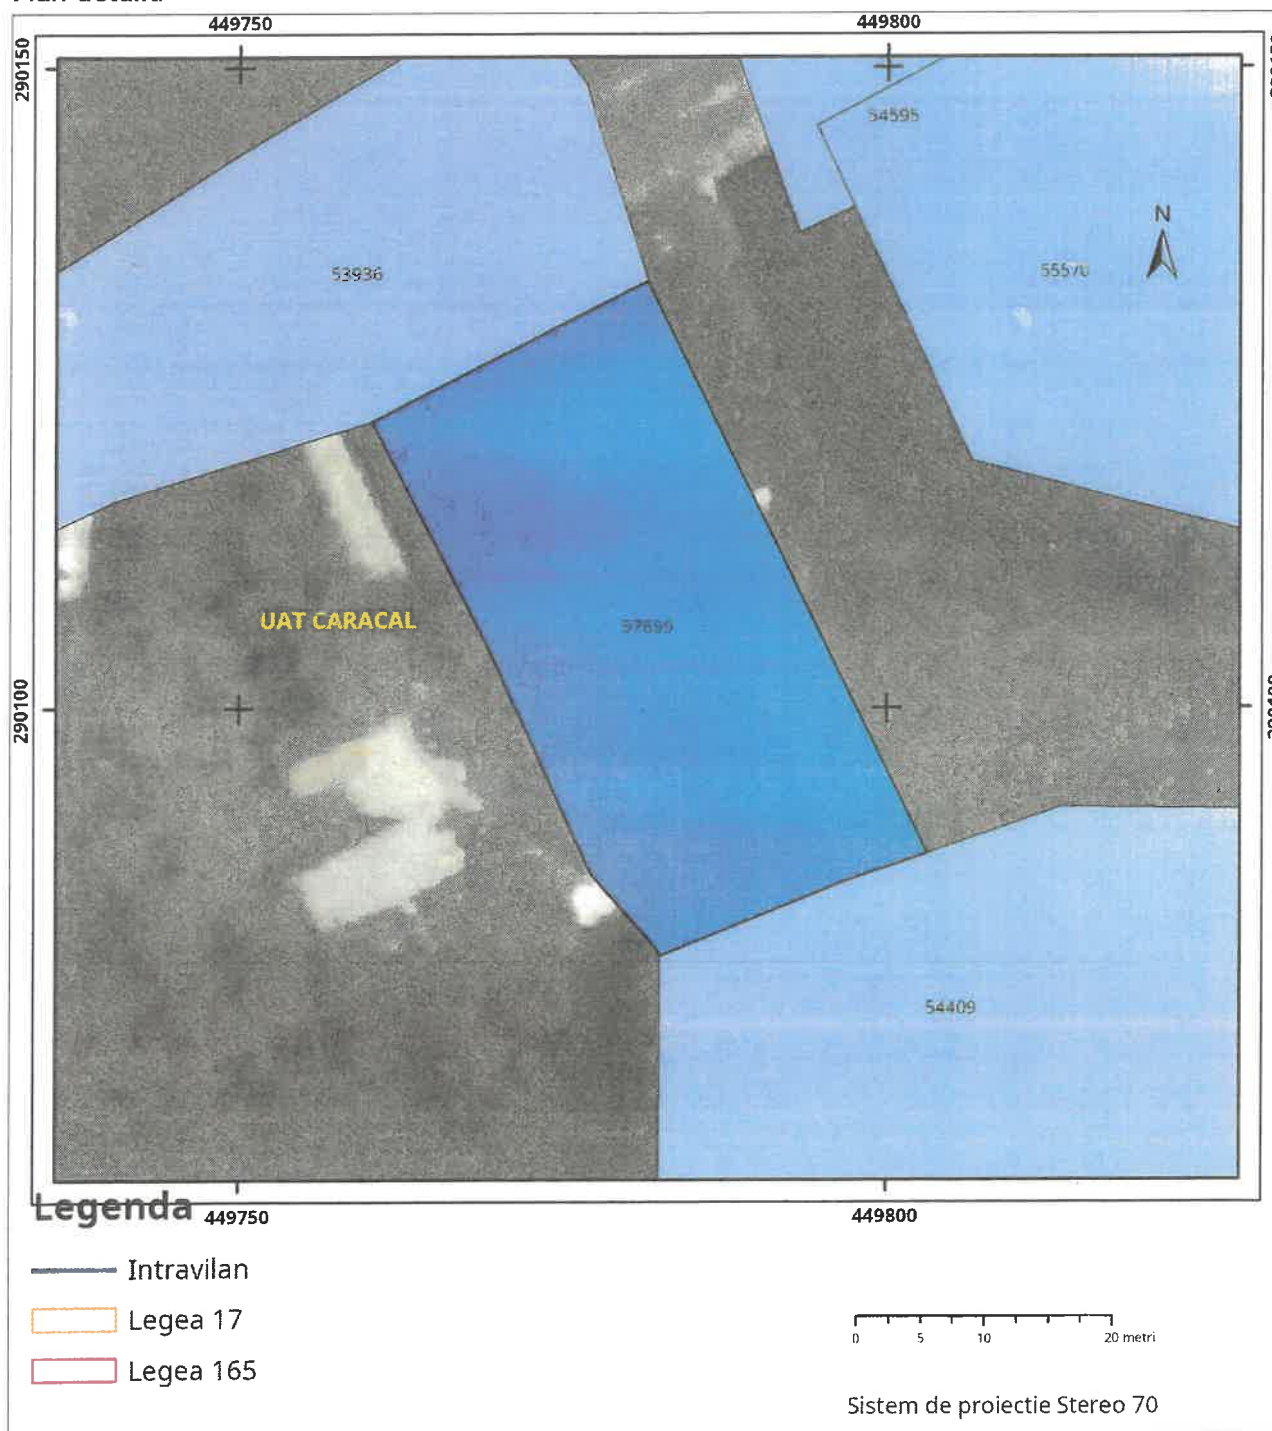 449750
449800
290150
54595
N
53936
55570
UAT CARACAL
57699
290100
54409
Legenda
449750
449800
Intravilan
Legea 17
Legea 165
0 5 10 20 metri
Sistem de proiectie Stereo 70